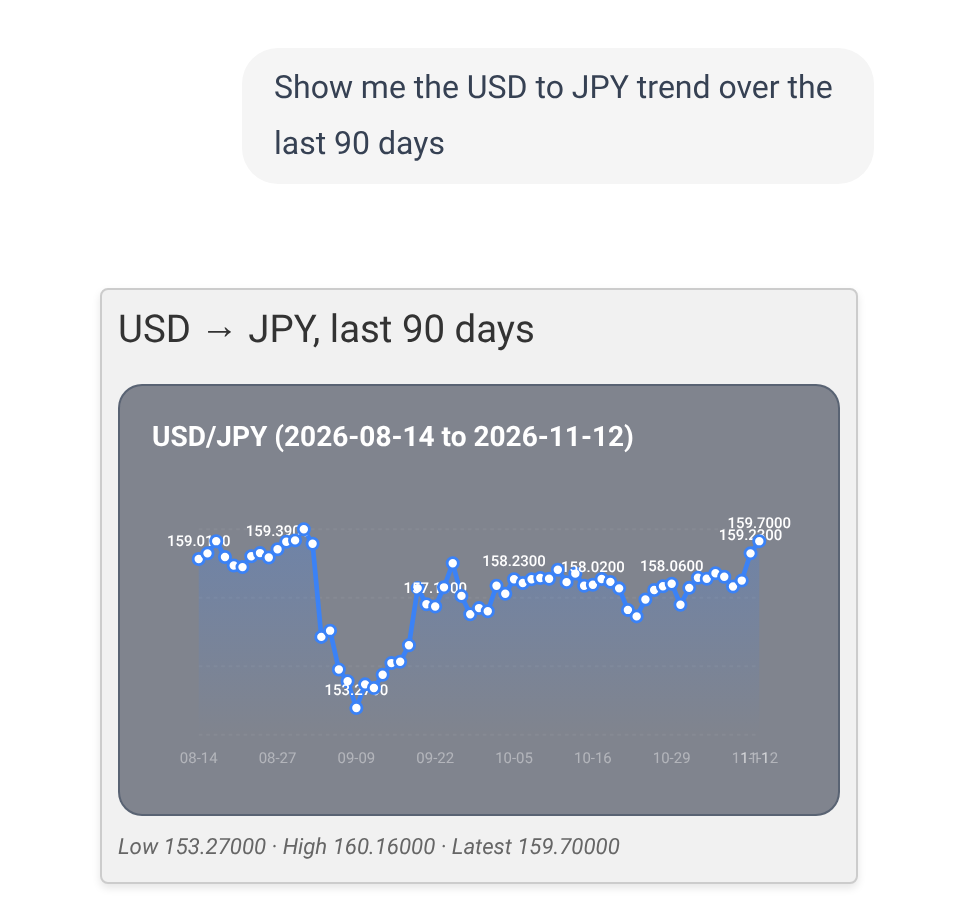 Show me the USD to JPY trend over the
last 90 days
USD → JPY, last 90 days
USD/JPY (2026-08-14 to 2026-11-12)
159.7000
158.2300
158.0200
158.0600
08-14 08-27 09-09 09-22 10-05 10-16 10-29
Low 153.27000 · High 160.16000 · Latest 159.70000